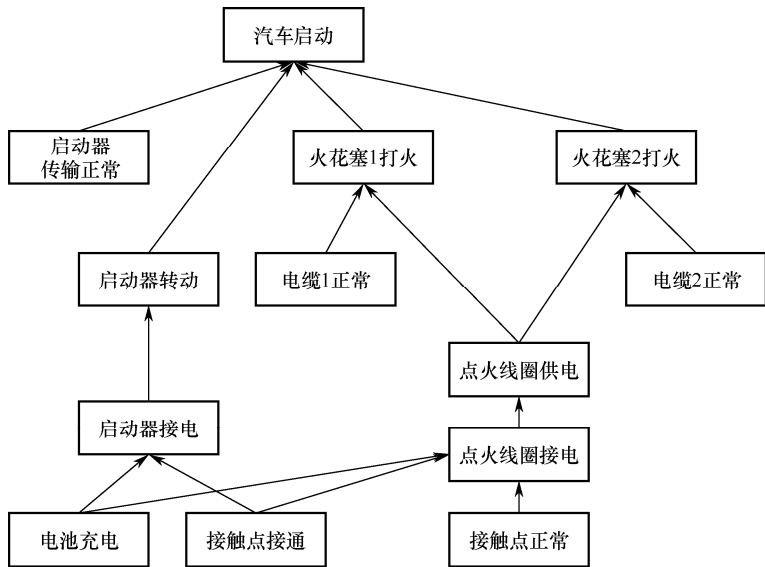 汽车启动
启动器
传输正常
火花塞1打火
火花塞2打火
启动器转动
电缆1正常
电缆2正常
点火线圈供电
启动器接电
点火线圈接电
电池充电
接触点接通
接触点正常